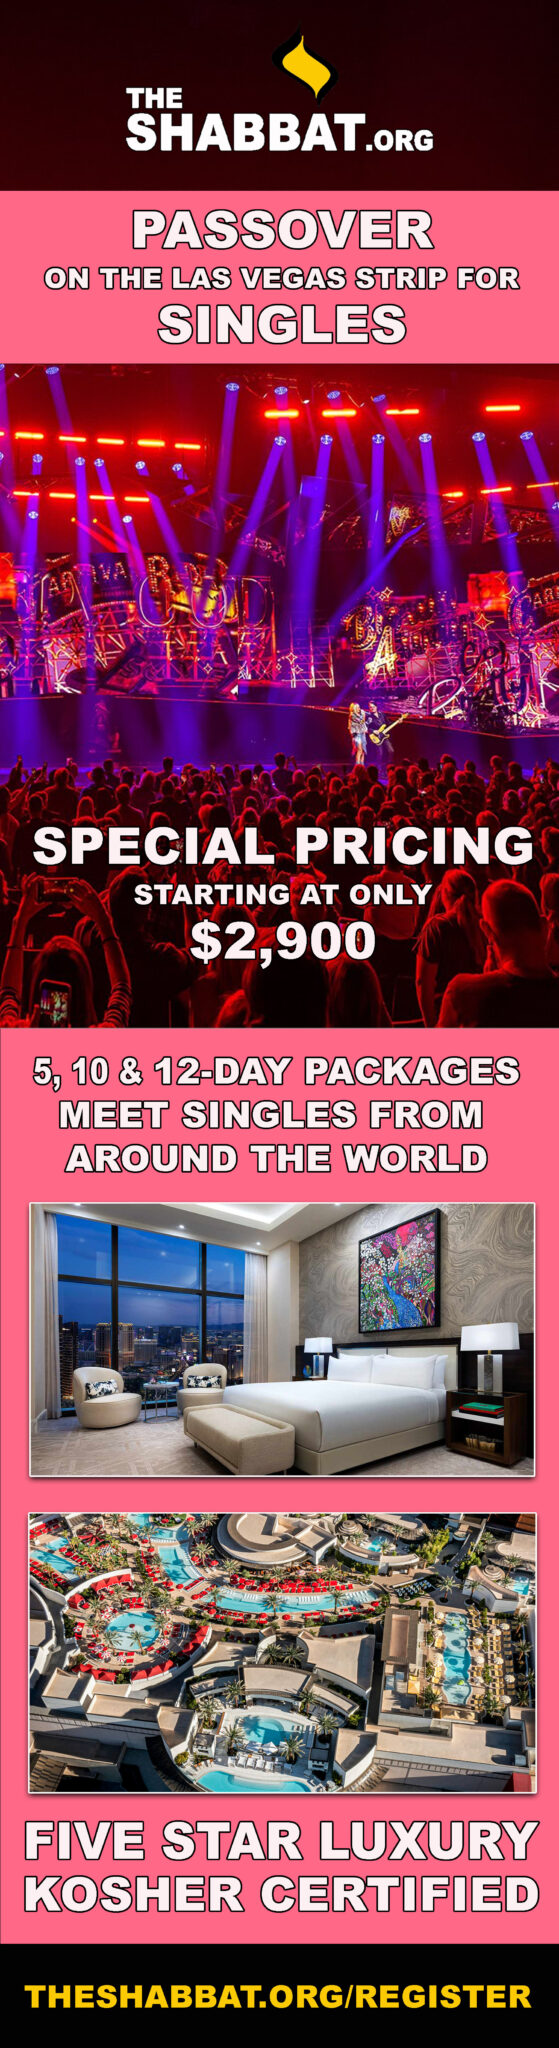 THE
SHABBAT.ORG
PASSOVER
ON THE LAS VEGAS STRIP FOR
SINGLES
SPECIAL PRICING
STARTING AT ONLY
$2,900
5, 10 & 12-DAY PACKAGES
MEET SINGLES FROM
AROUND THE WORLD
FIVE STAR LUXURY
KOSHER CERTIFIED
THESHABBAT.ORG/REGISTER